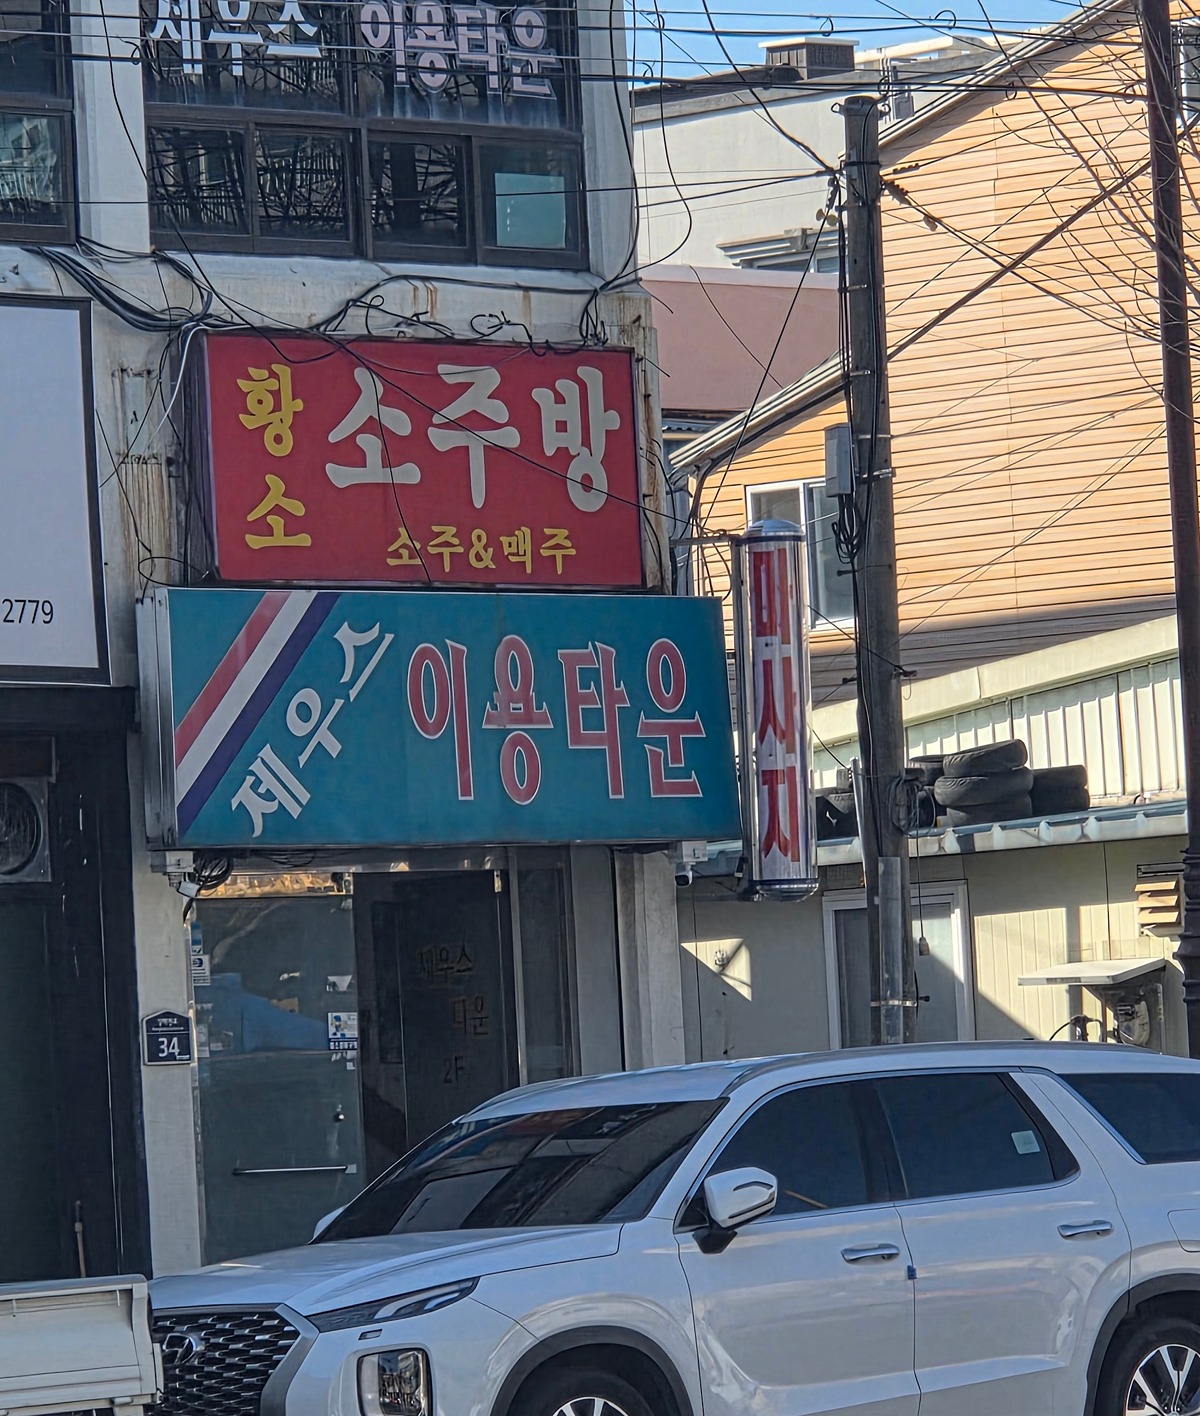 제우스 이용타운
황소 소주방
소주&맥주
2779
제우스 이용타운
마사지
제우스
타운
2F
34